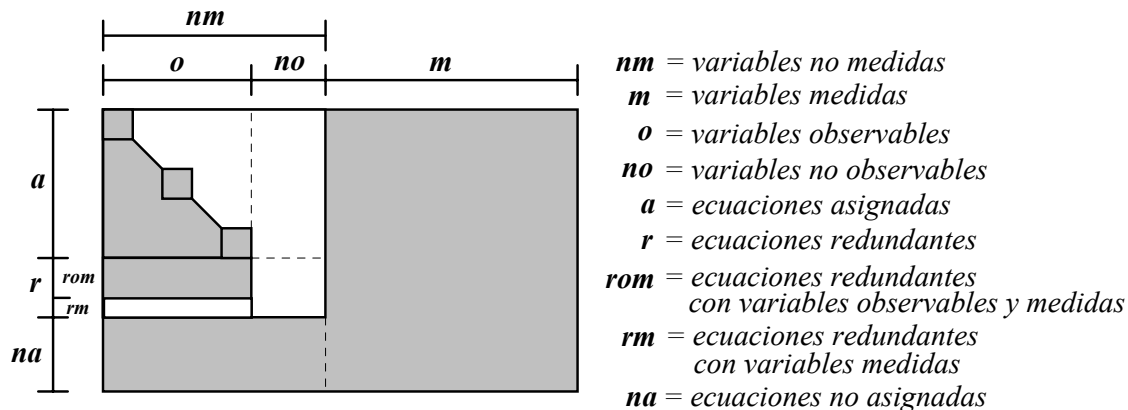 nm
o no m
a
r
rom
rm
na
nm = variables no medidas
m = variables medidas
o = variables observables
no = variables no observables
a = ecuaciones asignadas
r = ecuaciones redundantes
rom = ecuaciones redundantes
con variables observables y medidas
rm = ecuaciones redundantes
con variables medidas
na = ecuaciones no asignadas